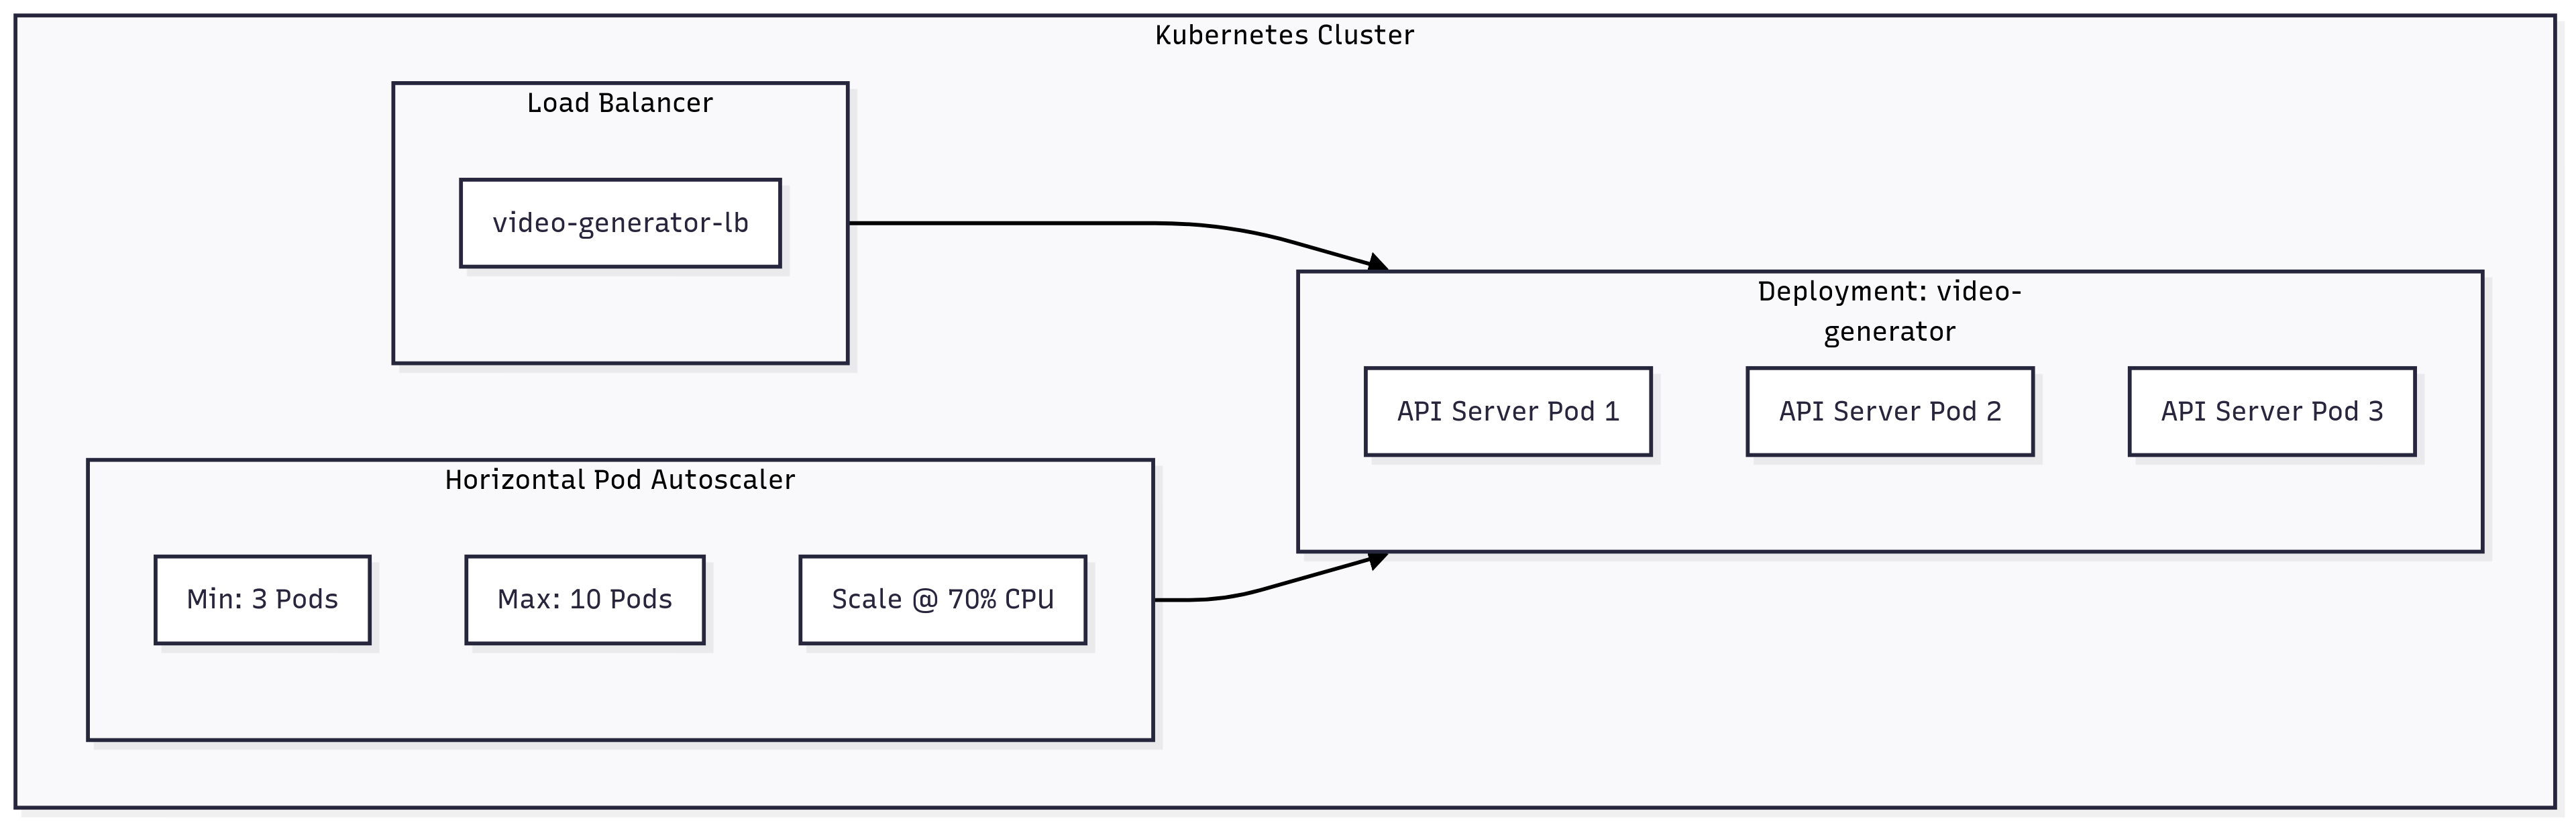 Kubernetes Cluster
Load Balancer
video-generator-lb
Deployment: video-
generator
API Server Pod 1
API Server Pod 2
API Server Pod 3
Horizontal Pod Autoscaler
Min: 3 Pods
Max: 10 Pods
Scale @ 70% CPU